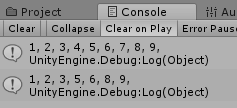 Project Console Au
Clear Collapse Clear on Play Error Pause
1, 2, 3, 4, 5, 6, 7, 8, 9,
UnityEngine.Debug:Log(Object)
1, 2, 3, 5, 6, 8, 9,
UnityEngine.Debug:Log(Object)